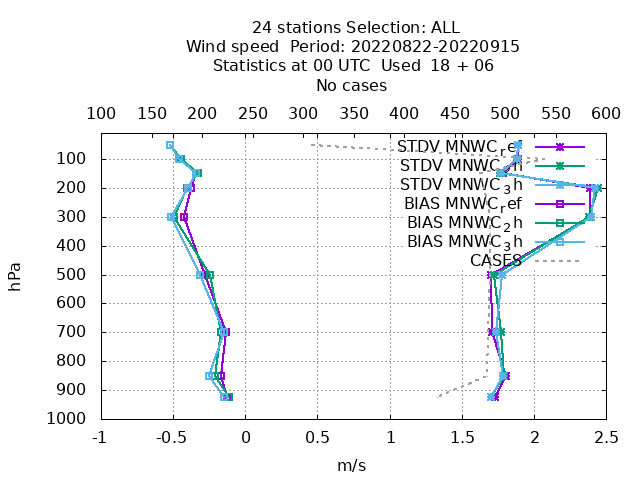 24 stations Selection: ALL
Wind speed  Period: 20220822-20220915
Statistics at 00 UTC  Used  18 + 06
No cases
100 150 200 250 300 350 400 450 500 550 600
STDV MNWC_ref
STDV MNWC_2h
STDV MNWC_3h
BIAS MNWC_ref
BIAS MNWC_2h
BIAS MNWC_3h
CASES
hPa
100
200
300
400
500
600
700
800
900
1000
-1 -0.5 0 0.5 1 1.5 2 2.5
m/s